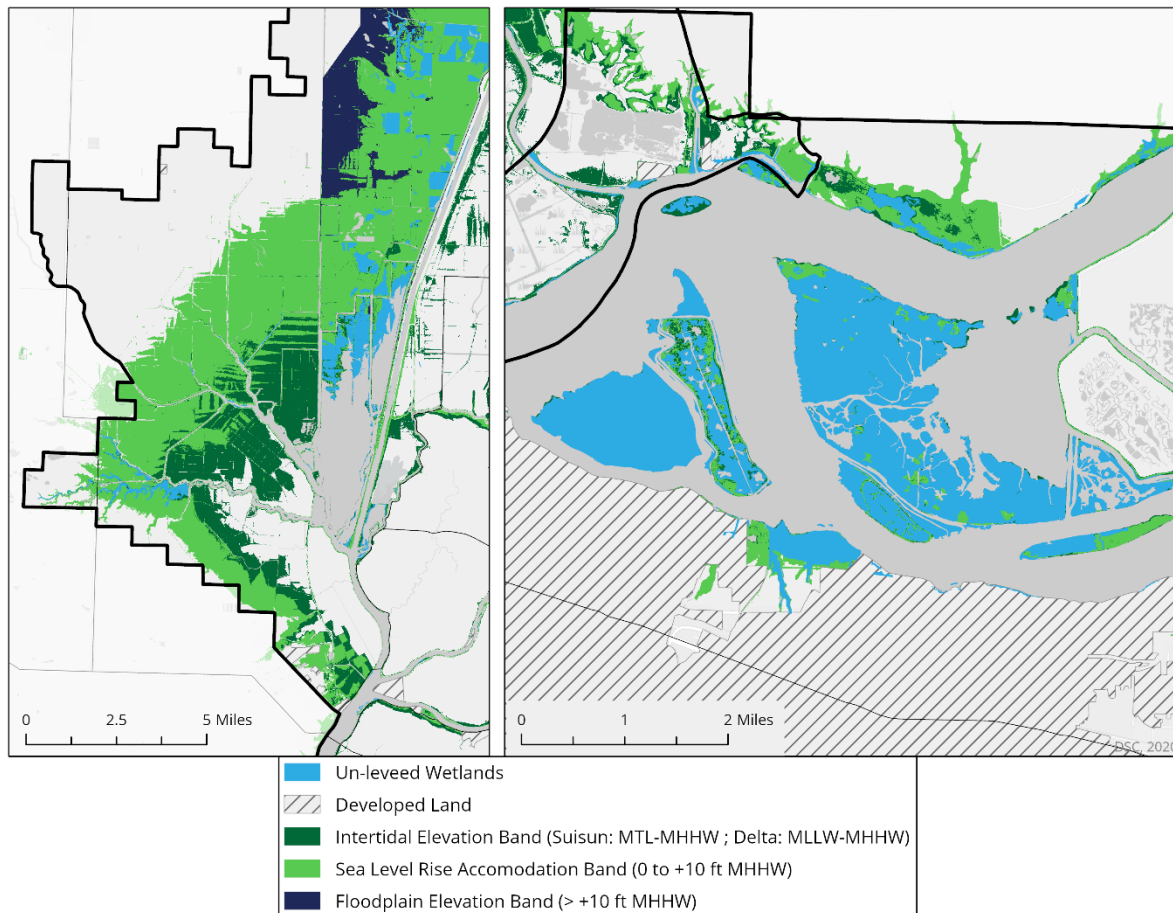 1
2
0 2.5 5 Miles
0 1 2 Miles
DSC, 2020
Un-leveed Wetlands
Developed Land
Intertidal Elevation Band (Suisun: MTL-MHHW ; Delta: MLLW-MHHW)
Sea Level Rise Accomodation Band (0 to +10 ft MHHW)
Floodplain Elevation Band (> +10 ft MHHW)